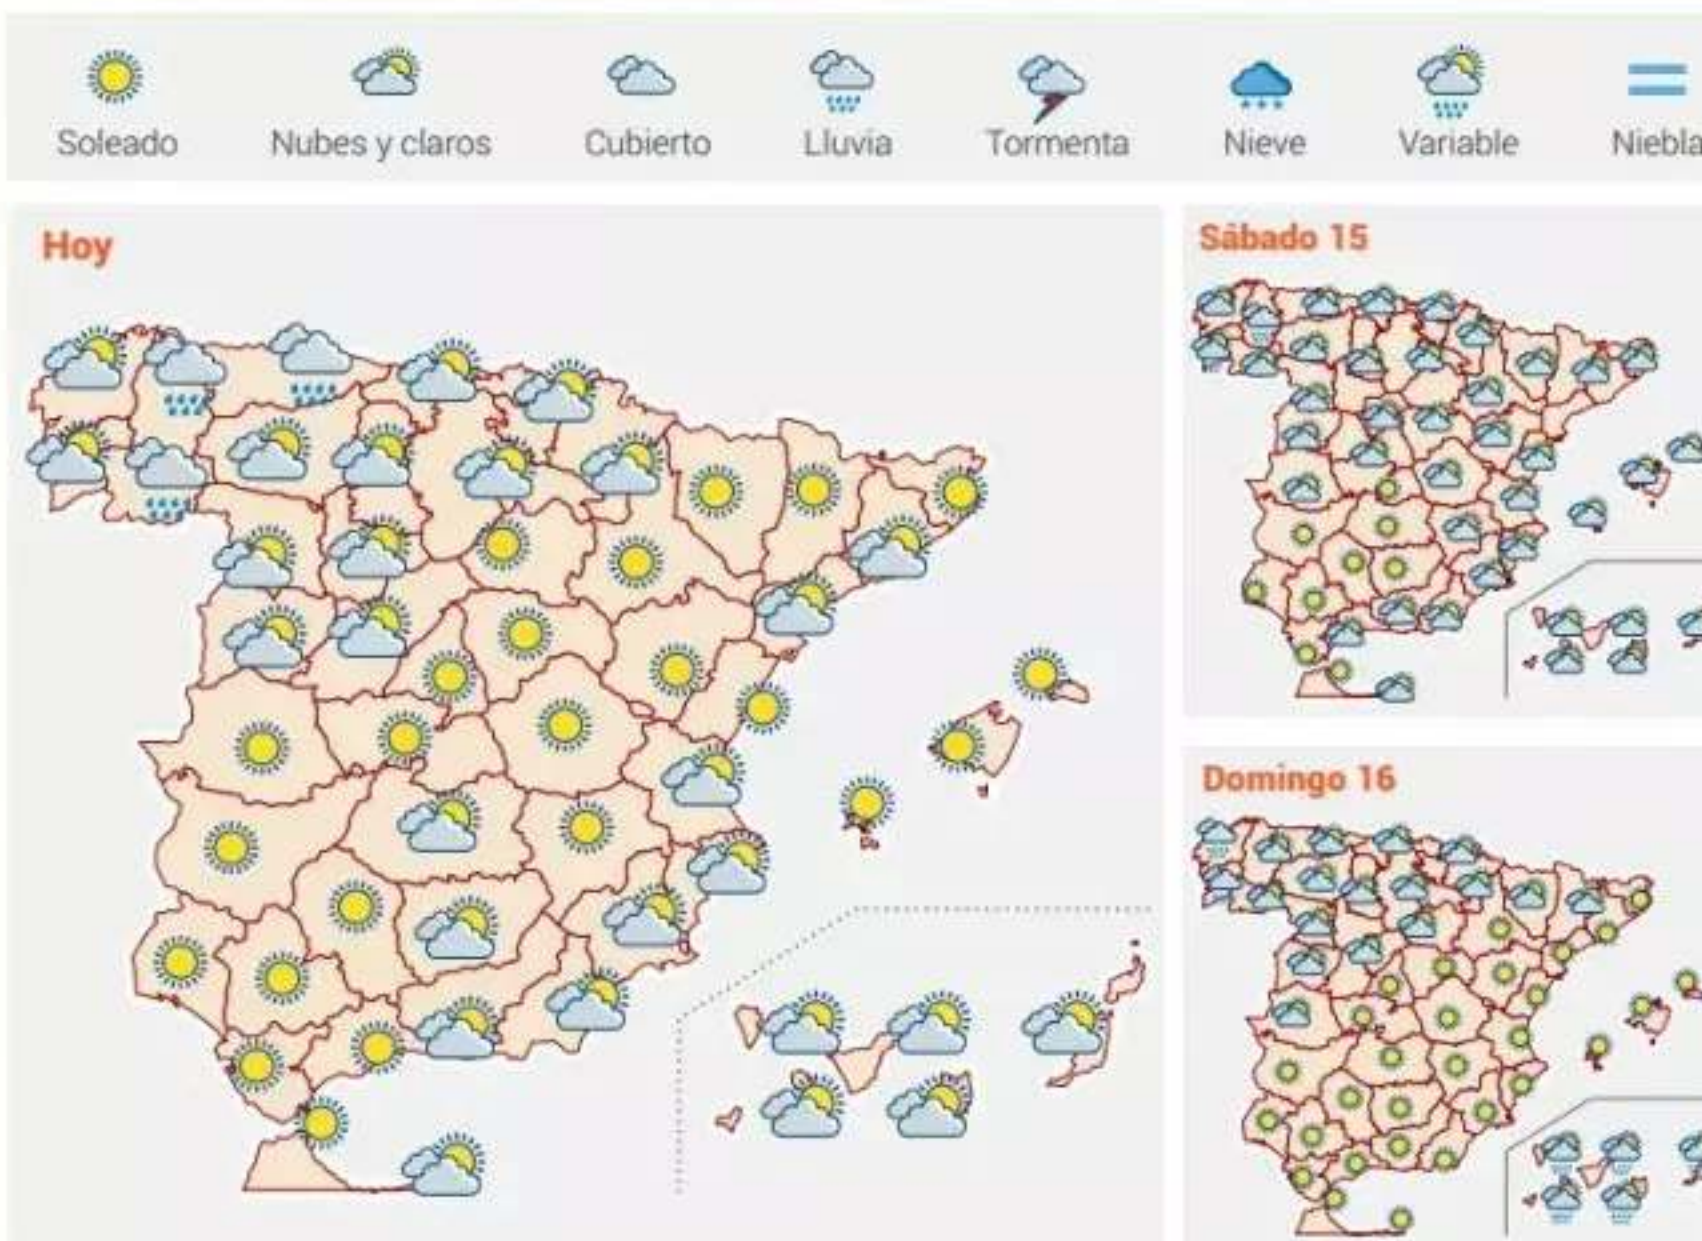 Soleado
Nubes y claros
Cubierto
Lluvia
Tormenta
Nieve
Variable
Niebla
Hoy
Sábado 15
Domingo 16